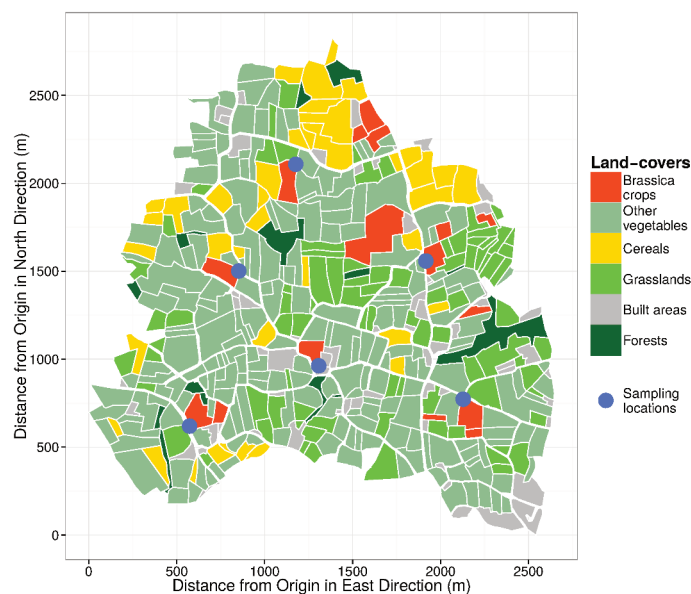 2500
2000
1500
1000
500
0
Distance from Origin in North Direction (m)
0
500
1000
1500
2000
2500
Distance from Origin in East Direction (m)
Land−covers
Brassica
crops
Other
vegetables
Cereals
Grasslands
Built areas
Forests
Sampling
locations